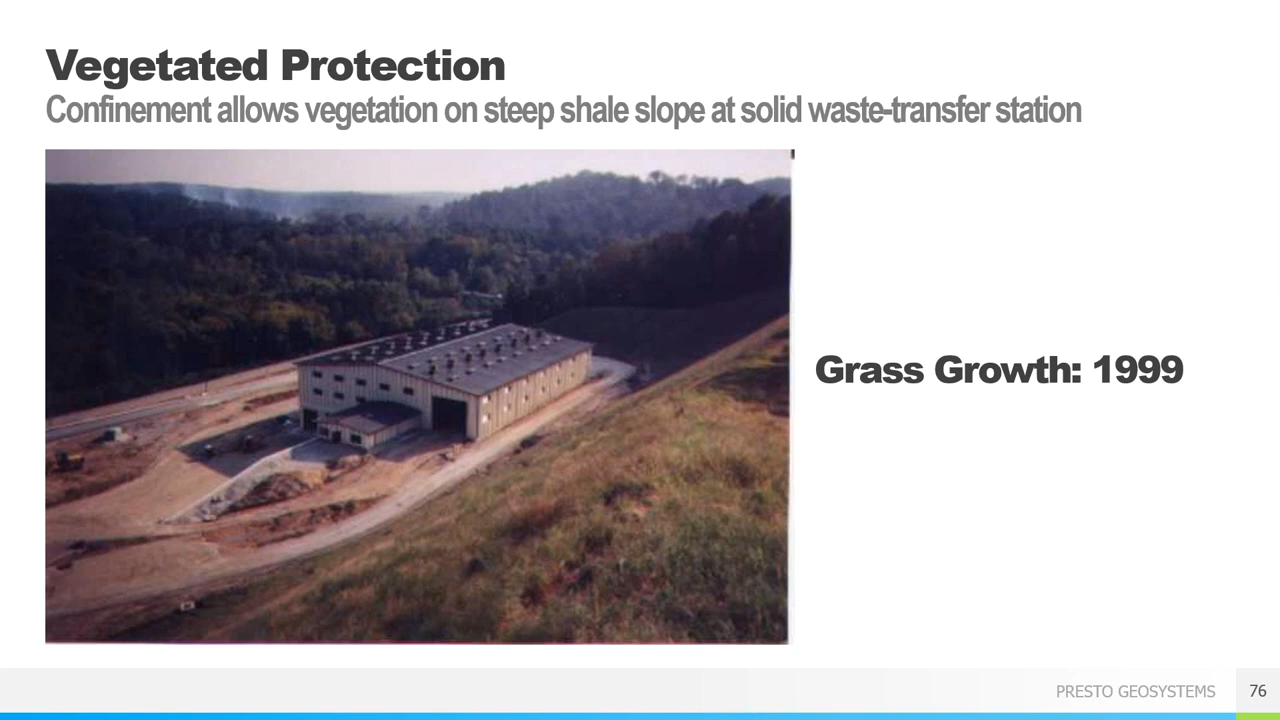 Vegetated Protection
Confinement allows vegetation on steep shale slope at solid waste-transfer station
Grass Growth: 1999
PRESTO GEOSYSTEMS
76